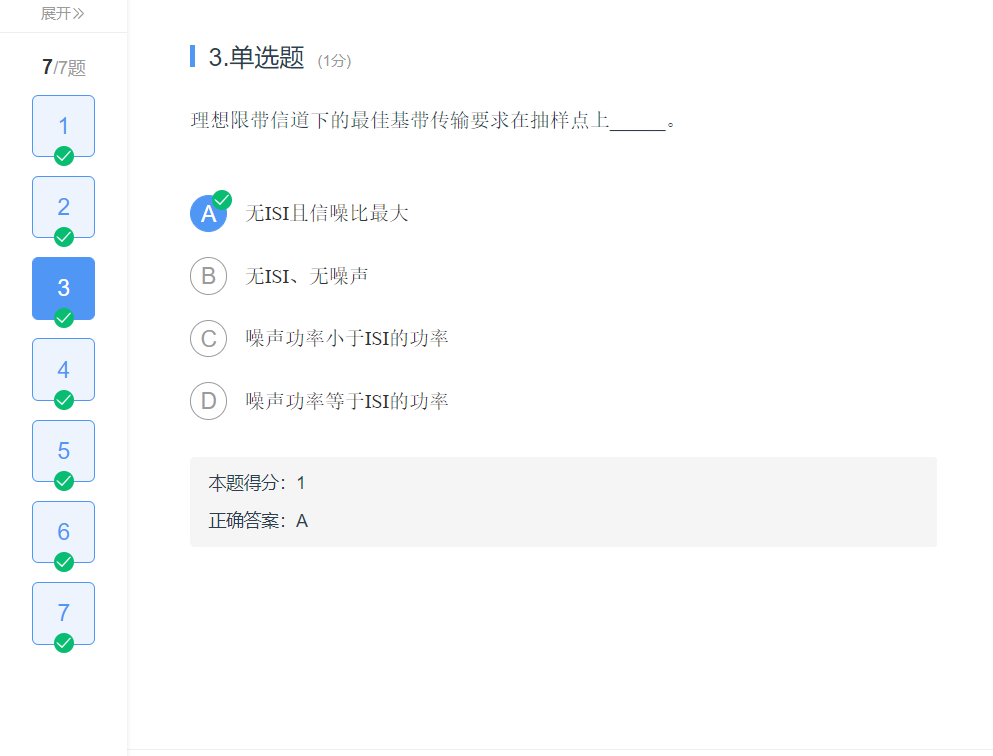 展开
7/7题
1
2
3
4
5
6
7
3.单选题 (1分)
理想限带信道下的最佳基带传输要求在抽样点上______。
A 无ISI且信噪比最大
B 无ISI、无噪声
C 噪声功率小于ISI的功率
D 噪声功率等于ISI的功率
本题得分：1
正确答案：A